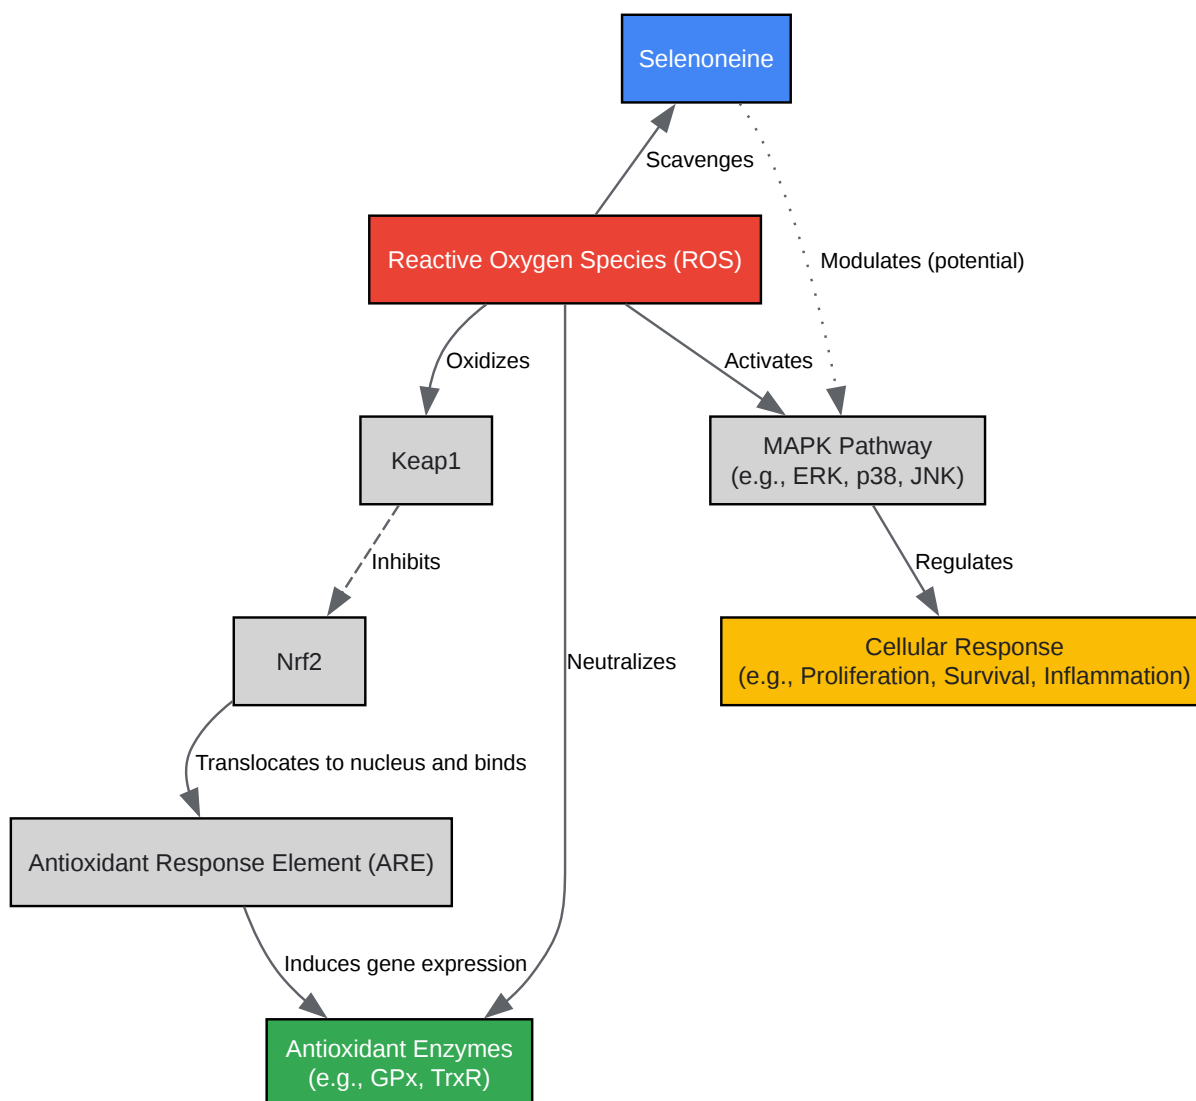 Selenoneine
Scavenges
Reactive Oxygen Species (ROS)
Modulates (potential)
Oxidizes
Activates
Keap1
MAPK Pathway
(e.g., ERK, p38, JNK)
Inhibits
Regulates
Nrf2
Neutralizes
Cellular Response
(e.g., Proliferation, Survival, Inflammation)
Translocates to nucleus and binds
Antioxidant Response Element (ARE)
Induces gene expression
Antioxidant Enzymes
(e.g., GPx, TrxR)